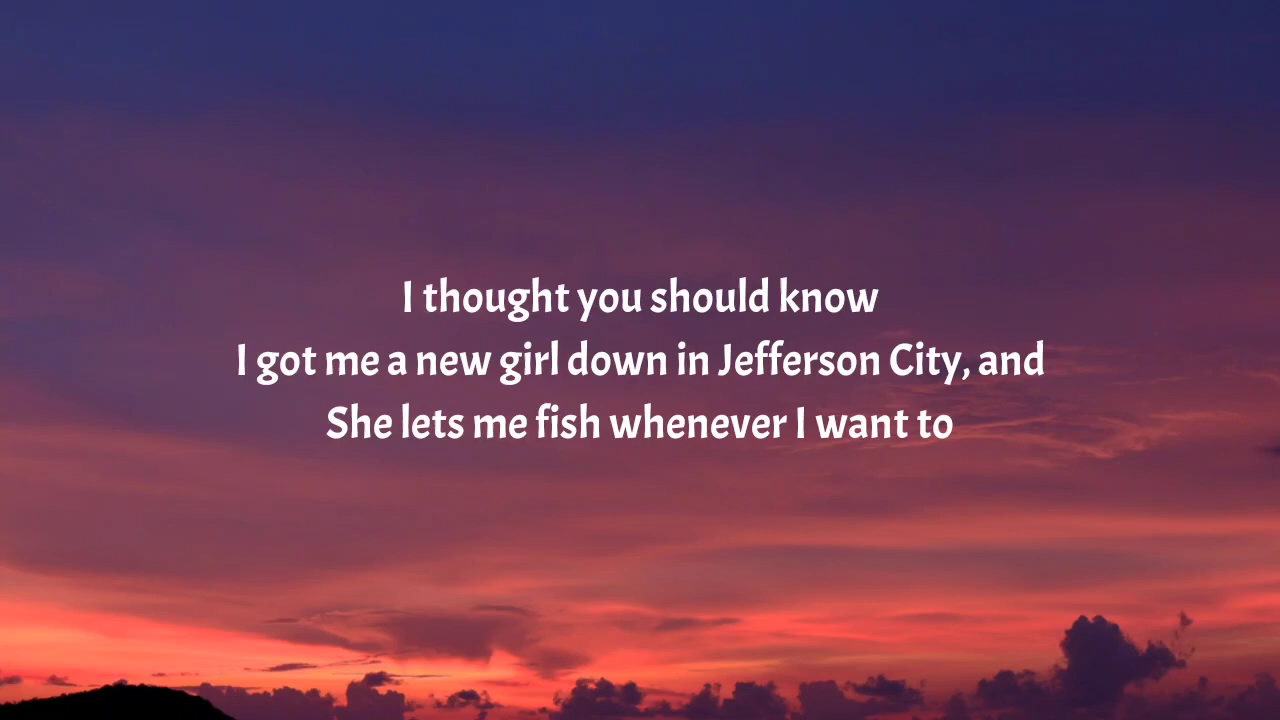 I thought you should know
I got me a new girl down in Jefferson City, and
She lets me fish whenever I want to